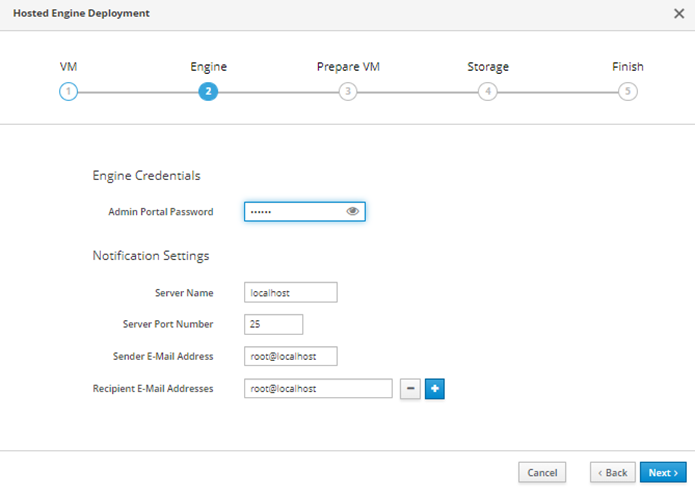 Hosted Engine Deployment
VM Engine Prepare VM Storage Finish
1 2 3 4 5
Engine Credentials
Admin Portal Password ••••••
Notification Settings
Server Name localhost
Server Port Number 25
Sender E-Mail Address root@localhost
Recipient E-Mail Addresses root@localhost
Cancel ‹ Back Next ›